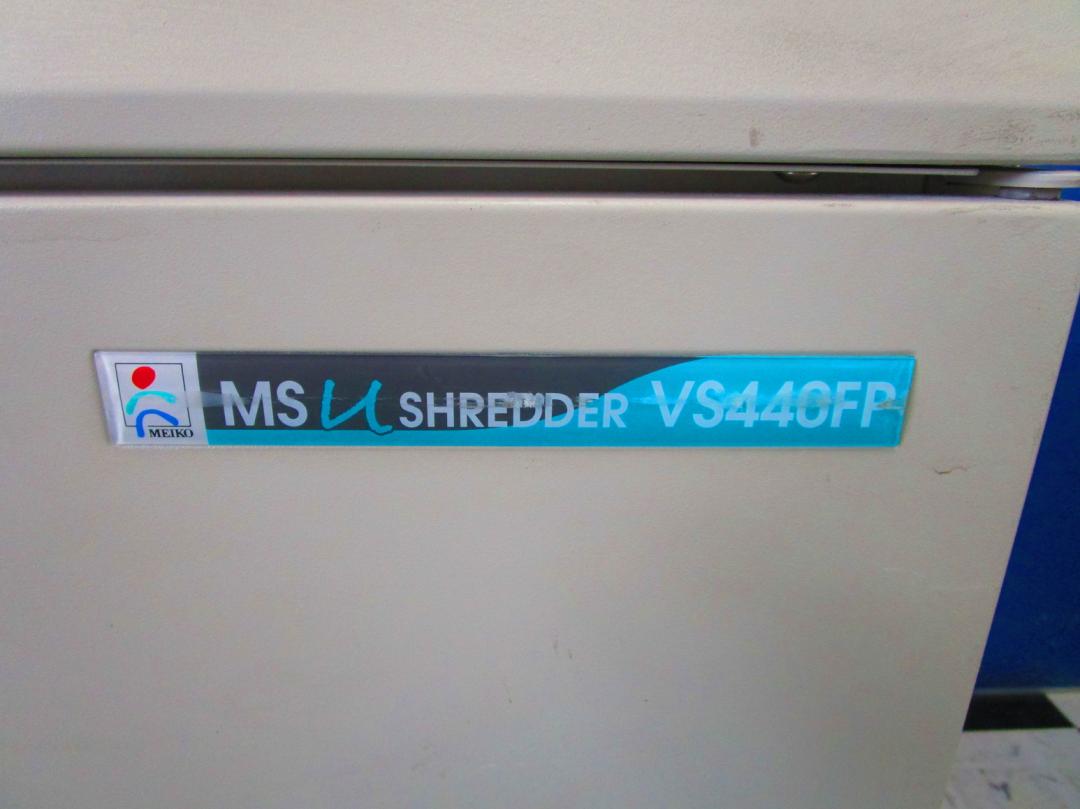 MEIKO MS U SHREDDER VS440FP